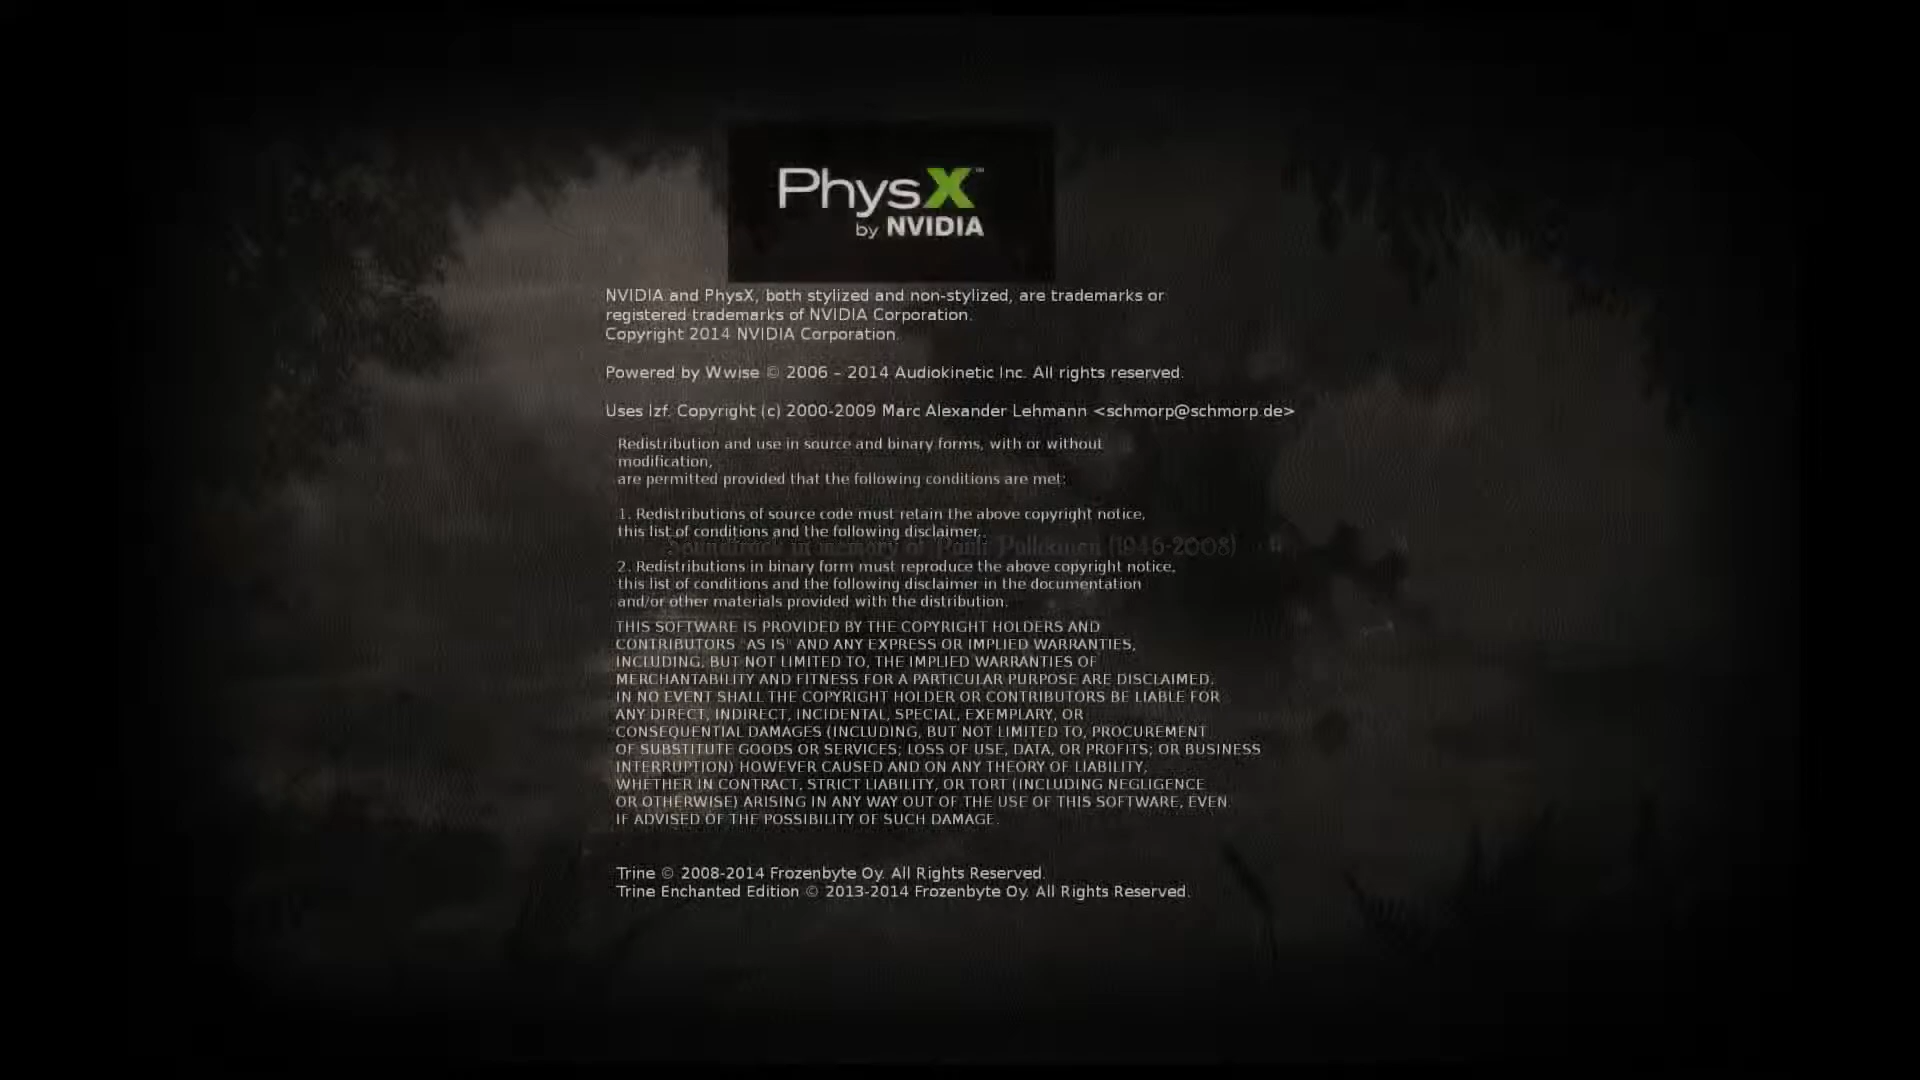 PhysX™
by NVIDIA
NVIDIA and PhysX, both stylized and non-stylized, are trademarks or
registered trademarks of NVIDIA Corporation.
Copyright 2014 NVIDIA Corporation.
Powered by Wwise © 2006 – 2014 Audiokinetic Inc. All rights reserved.
Uses lzf. Copyright (c) 2000-2009 Marc Alexander Lehmann <schmorp@schmorp.de>
Redistribution and use in source and binary forms, with or without
modification,
are permitted provided that the following conditions are met:
1. Redistributions of source code must retain the above copyright notice,
this list of conditions and the following disclaimer.
Soundtrack in memory of (1946-2008)
2. Redistributions in binary form must reproduce the above copyright notice,
this list of conditions and the following disclaimer in the documentation
and/or other materials provided with the distribution.
THIS SOFTWARE IS PROVIDED BY THE COPYRIGHT HOLDERS AND
CONTRIBUTORS "AS IS" AND ANY EXPRESS OR IMPLIED WARRANTIES,
INCLUDING, BUT NOT LIMITED TO, THE IMPLIED WARRANTIES OF
MERCHANTABILITY AND FITNESS FOR A PARTICULAR PURPOSE ARE DISCLAIMED.
IN NO EVENT SHALL THE COPYRIGHT HOLDER OR CONTRIBUTORS BE LIABLE FOR
ANY DIRECT, INDIRECT, INCIDENTAL, SPECIAL, EXEMPLARY, OR
CONSEQUENTIAL DAMAGES (INCLUDING, BUT NOT LIMITED TO, PROCUREMENT
OF SUBSTITUTE GOODS OR SERVICES; LOSS OF USE, DATA, OR PROFITS; OR BUSINESS
INTERRUPTION) HOWEVER CAUSED AND ON ANY THEORY OF LIABILITY,
WHETHER IN CONTRACT, STRICT LIABILITY, OR TORT (INCLUDING NEGLIGENCE
OR OTHERWISE) ARISING IN ANY WAY OUT OF THE USE OF THIS SOFTWARE, EVEN
IF ADVISED OF THE POSSIBILITY OF SUCH DAMAGE.
Trine © 2008-2014 Frozenbyte Oy. All Rights Reserved.
Trine Enchanted Edition © 2013-2014 Frozenbyte Oy. All Rights Reserved.